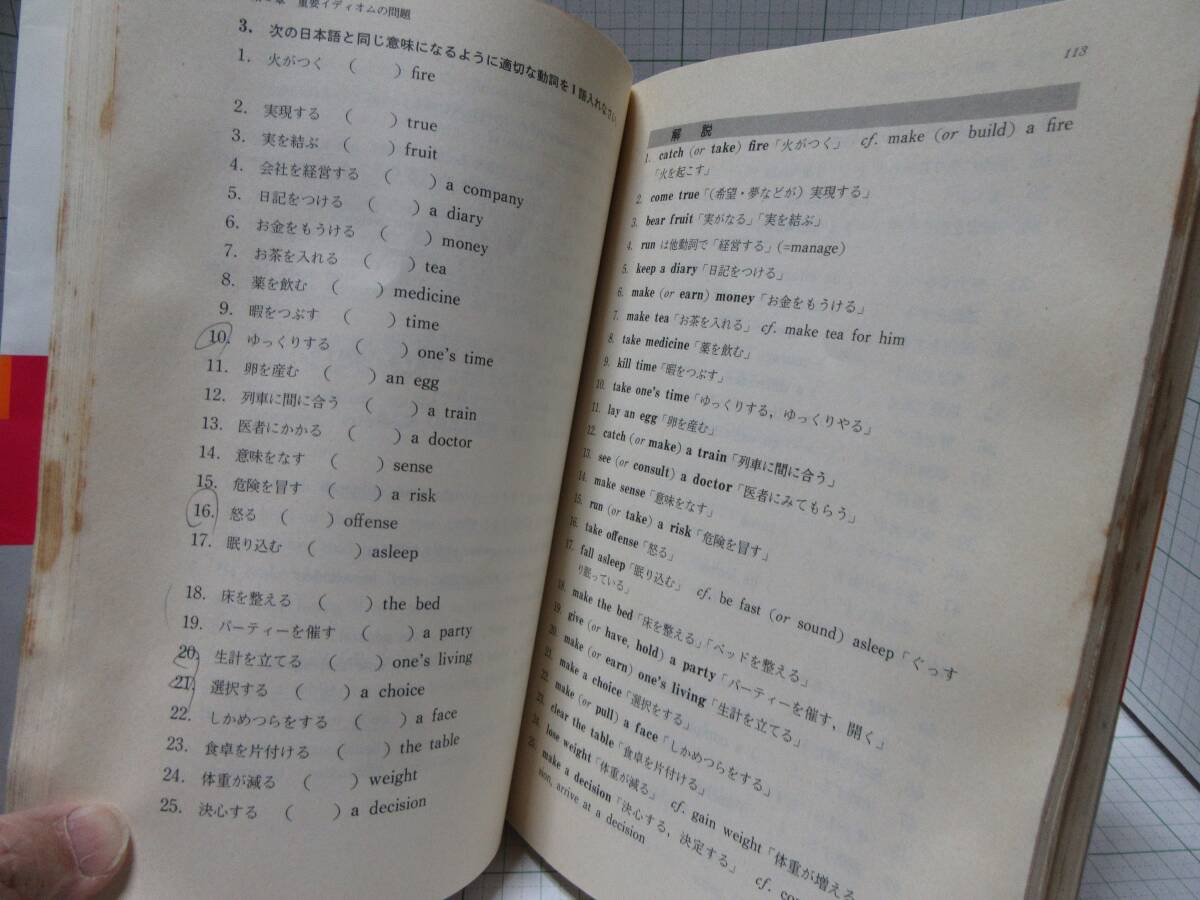 重要イディオムの問題
3. 次の日本語と同じ意味になるように適切な動詞を1語入れなさい
1. 火がつく ( ) fire
2. 実現する ( ) true
3. 実を結ぶ ( ) fruit
4. 会社を経営する ( ) a company
5. 日記をつける ( ) a diary
6. お金をもうける ( ) money
7. お茶を入れる ( ) tea
8. 薬を飲む ( ) medicine
9. 暇をつぶす ( ) time
10. ゆっくりする ( ) one's time
11. 卵を産む ( ) an egg
12. 列車に間に合う ( ) a train
13. 医者にかかる ( ) a doctor
14. 意味をなす ( ) sense
15. 危険を冒す ( ) a risk
16. 怒る ( ) offense
17. 眠り込む ( ) asleep
18. 床を整える ( ) the bed
19. パーティーを催す ( ) a party
20. 生計を立てる ( ) one's living
21. 選択する ( ) a choice
22. しかめつらをする ( ) a face
23. 食卓を片付ける ( ) the table
24. 体重が減る ( ) weight
25. 決心する ( ) a decision
113
解 説
1. catch (or take) fire「火がつく」 cf. make (or build) a fire
「火を起こす」
2. come true「(希望・夢などが) 実現する」
3. bear fruit「実がなる」「実を結ぶ」
4. run は他動詞で「経営する」(=manage)
5. keep a diary「日記をつける」
6. make (or earn) money「お金をもうける」
7. make tea「お茶を入れる」 cf. make tea for him
8. take medicine「薬を飲む」
9. kill time「暇をつぶす」
10. take one's time「ゆっくりする，ゆっくりやる」
11. lay an egg「卵を産む」
12. catch (or make) a train「列車に間に合う」
13. see (or consult) a doctor「医者にみてもらう」
14. make sense「意味をなす」
15. run (or take) a risk「危険を冒す」
16. take offense「怒る」
17. fall asleep「眠り込む」 cf. be fast (or sound) asleep「ぐっす
り眠っている」
18. make the bed「床を整える」「ベッドを整える」
19. give (or have, hold) a party「パーティーを催す，開く」
20. make (or earn) one's living「生計を立てる」
21. make a choice「選択をする」
22. make (or pull) a face「しかめつらをする」
23. clear the table「食卓を片付ける」
24. lose weight「体重が減る」 cf. gain weight「体重が増える
25. make a decision「決心する，決定する」 cf.
sion, arrive at a decision